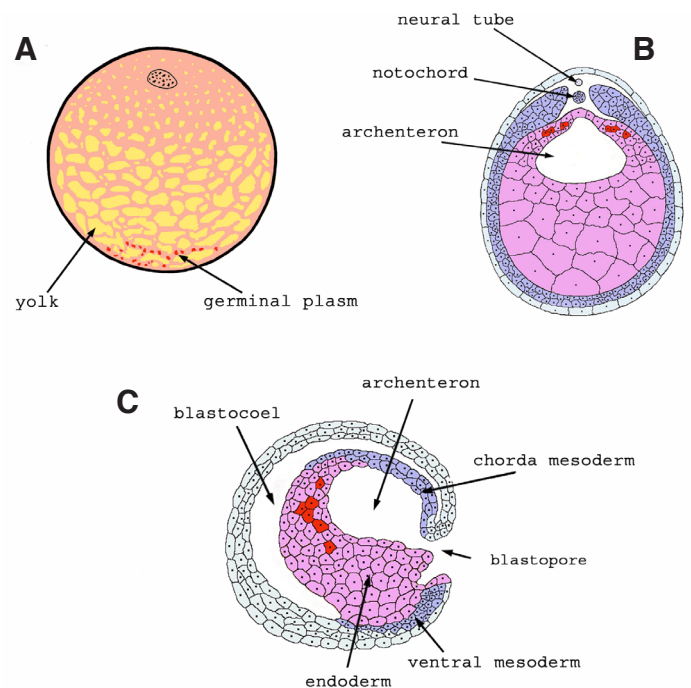 A
neural tube
B
notochord
archenteron
yolk
germinal plasm
C
archenteron
blastocoel
chorda mesoderm
blastopore
ventral mesoderm
endoderm